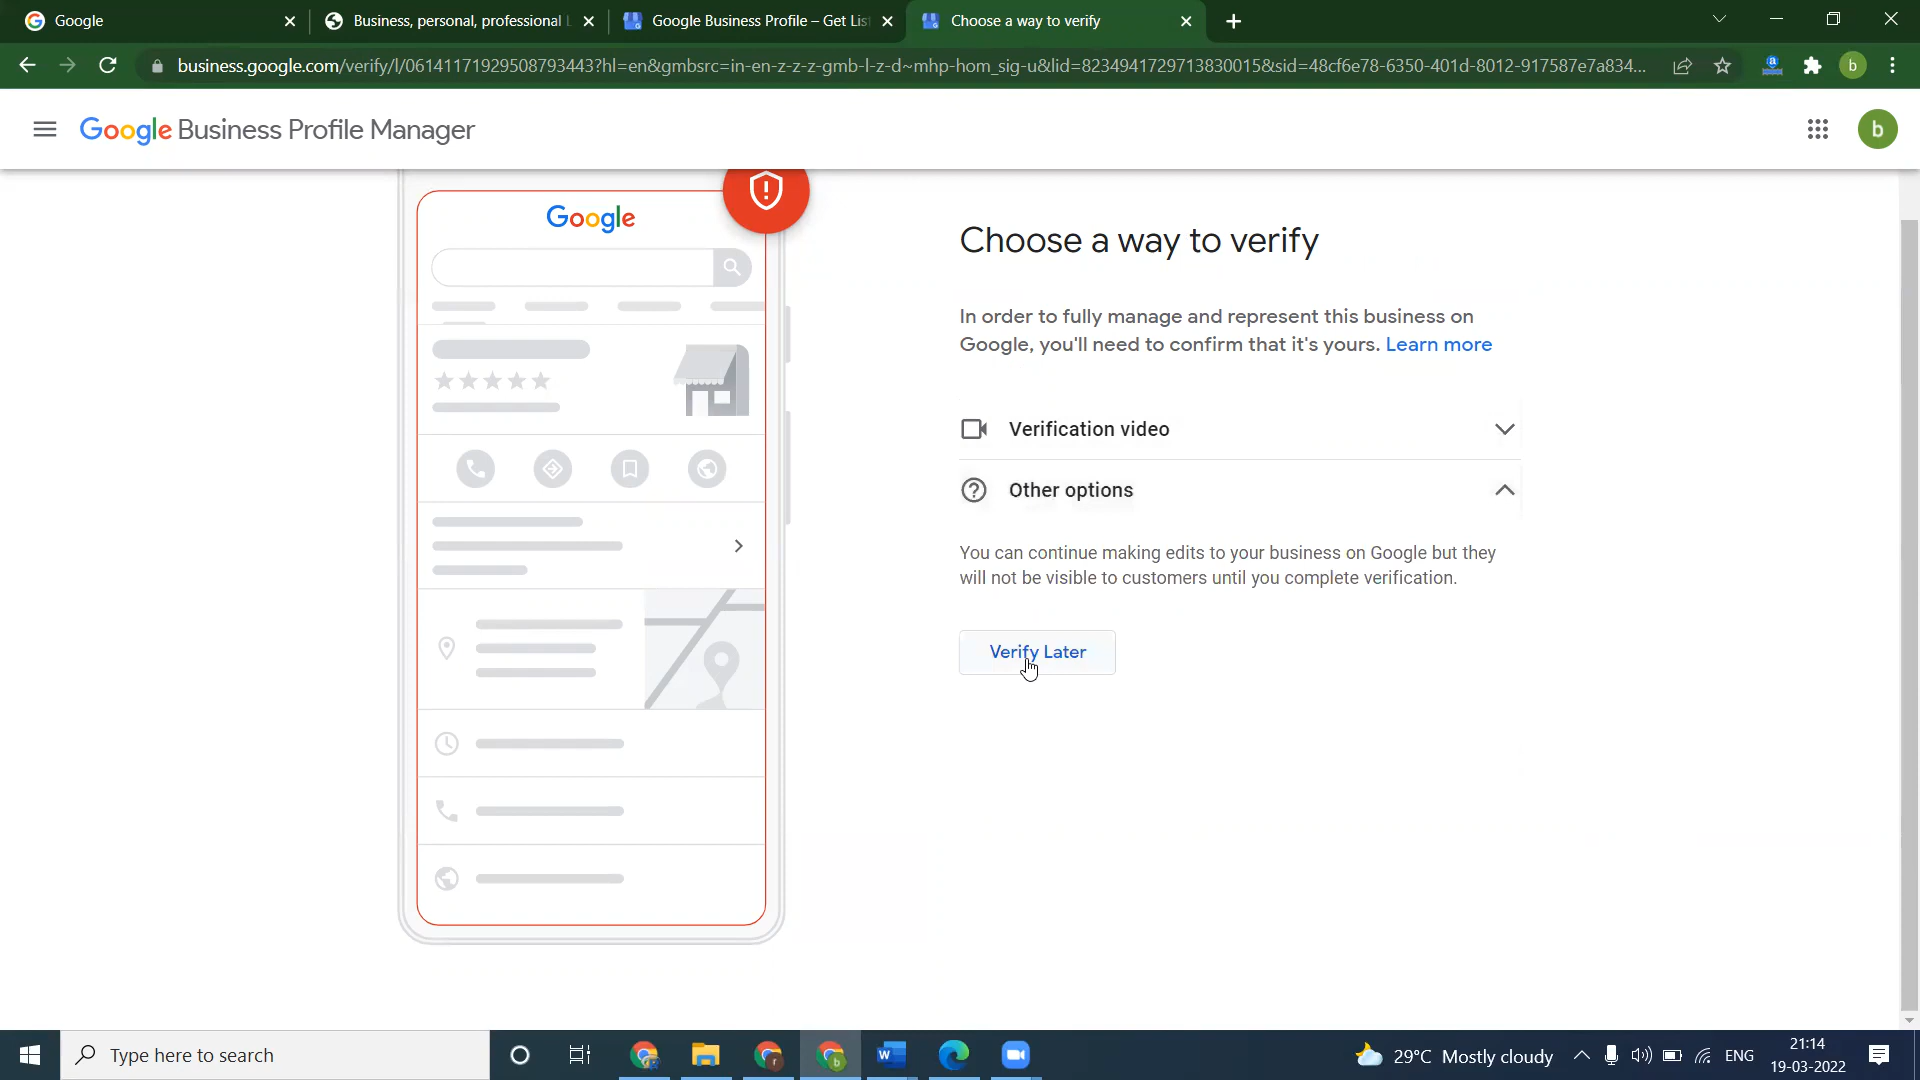 Google
Business, personal, professional
Google Business Profile – Get Lis
Choose a way to verify
business.google.com/verify/l/06141171929508793443?hl=en&gmbsrc=in-en-z-z-z-gmb-l-z-d~mhp-hom_sig-u&lid=8234941729713830015&sid=48cf6e78-6350-401d-8012-917587e7a834...
b
Google Business Profile Manager
b
Google
Choose a way to verify
In order to fully manage and represent this business on
Google, you'll need to confirm that it's yours. Learn more
Verification video
Other options
You can continue making edits to your business on Google but they
will not be visible to customers until you complete verification.
Verify Later
Type here to search
29°C Mostly cloudy
ENG
21:14
19-03-2022